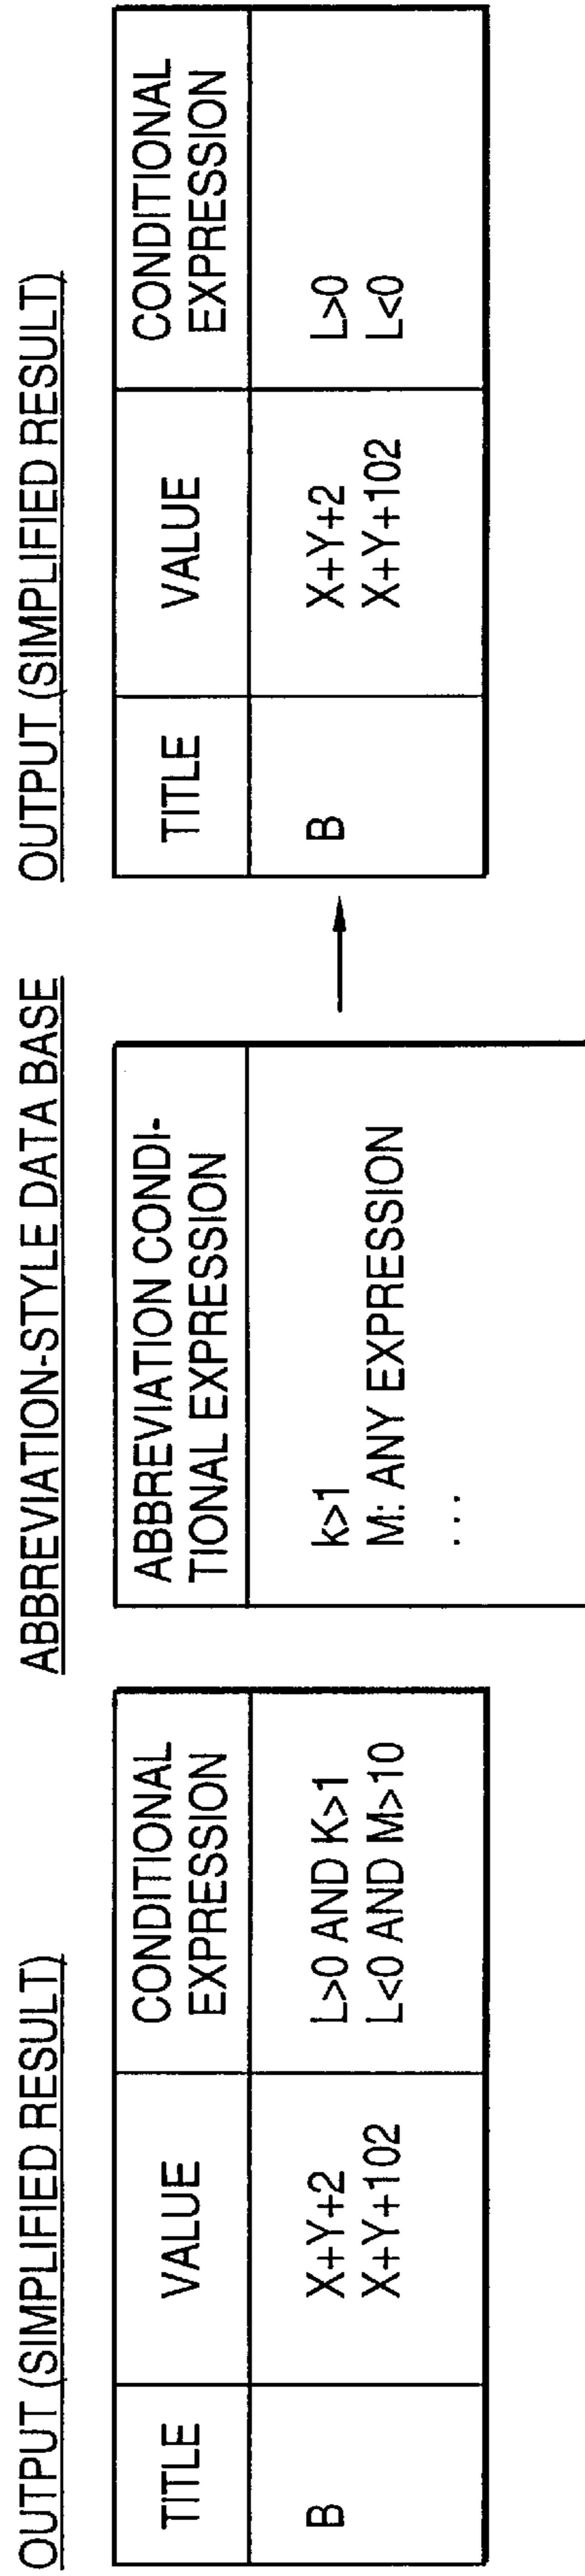 OUTPUT (SIMPLIFIED RESULT)
TITLE VALUE CONDITIONAL
EXPRESSION
B X+Y+2 L>0 AND K>1
X+Y+102 L<0 AND M>10
ABBREVIATION-STYLE DATA BASE
ABBREVIATION CONDI-
TIONAL EXPRESSION
k>1
M: ANY EXPRESSION
...
OUTPUT (SIMPLIFIED RESULT)
TITLE VALUE CONDITIONAL
EXPRESSION
B X+Y+2 L>0
X+Y+102 L<0